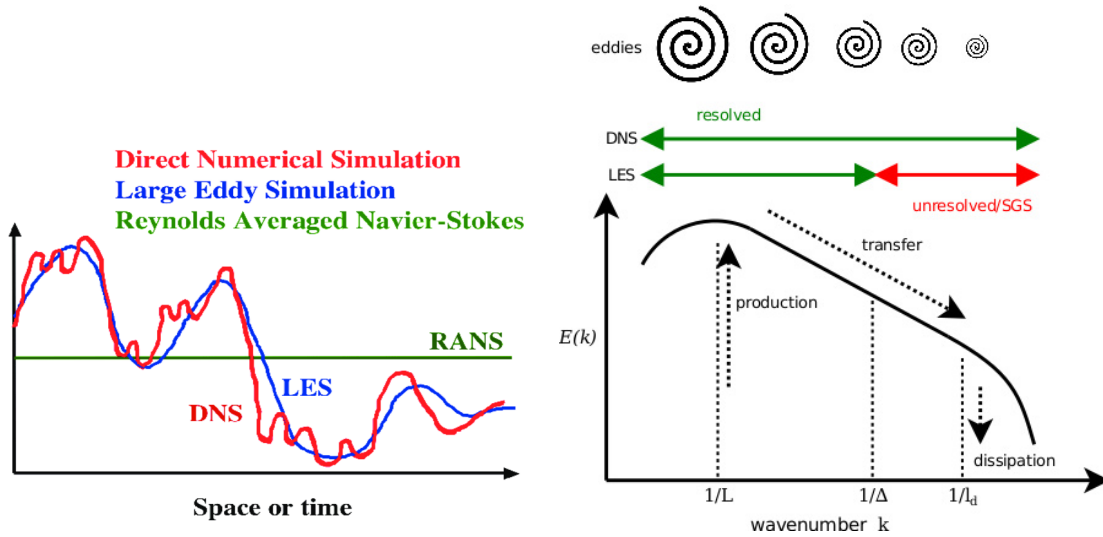 Direct Numerical Simulation
Large Eddy Simulation
Reynolds Averaged Navier-Stokes
RANS
LES
DNS
Space or time
eddies
resolved
DNS
LES
unresolved/SGS
transfer
production
E(k)
dissipation
1/L
1/Δ
1/l_d
wavenumber k